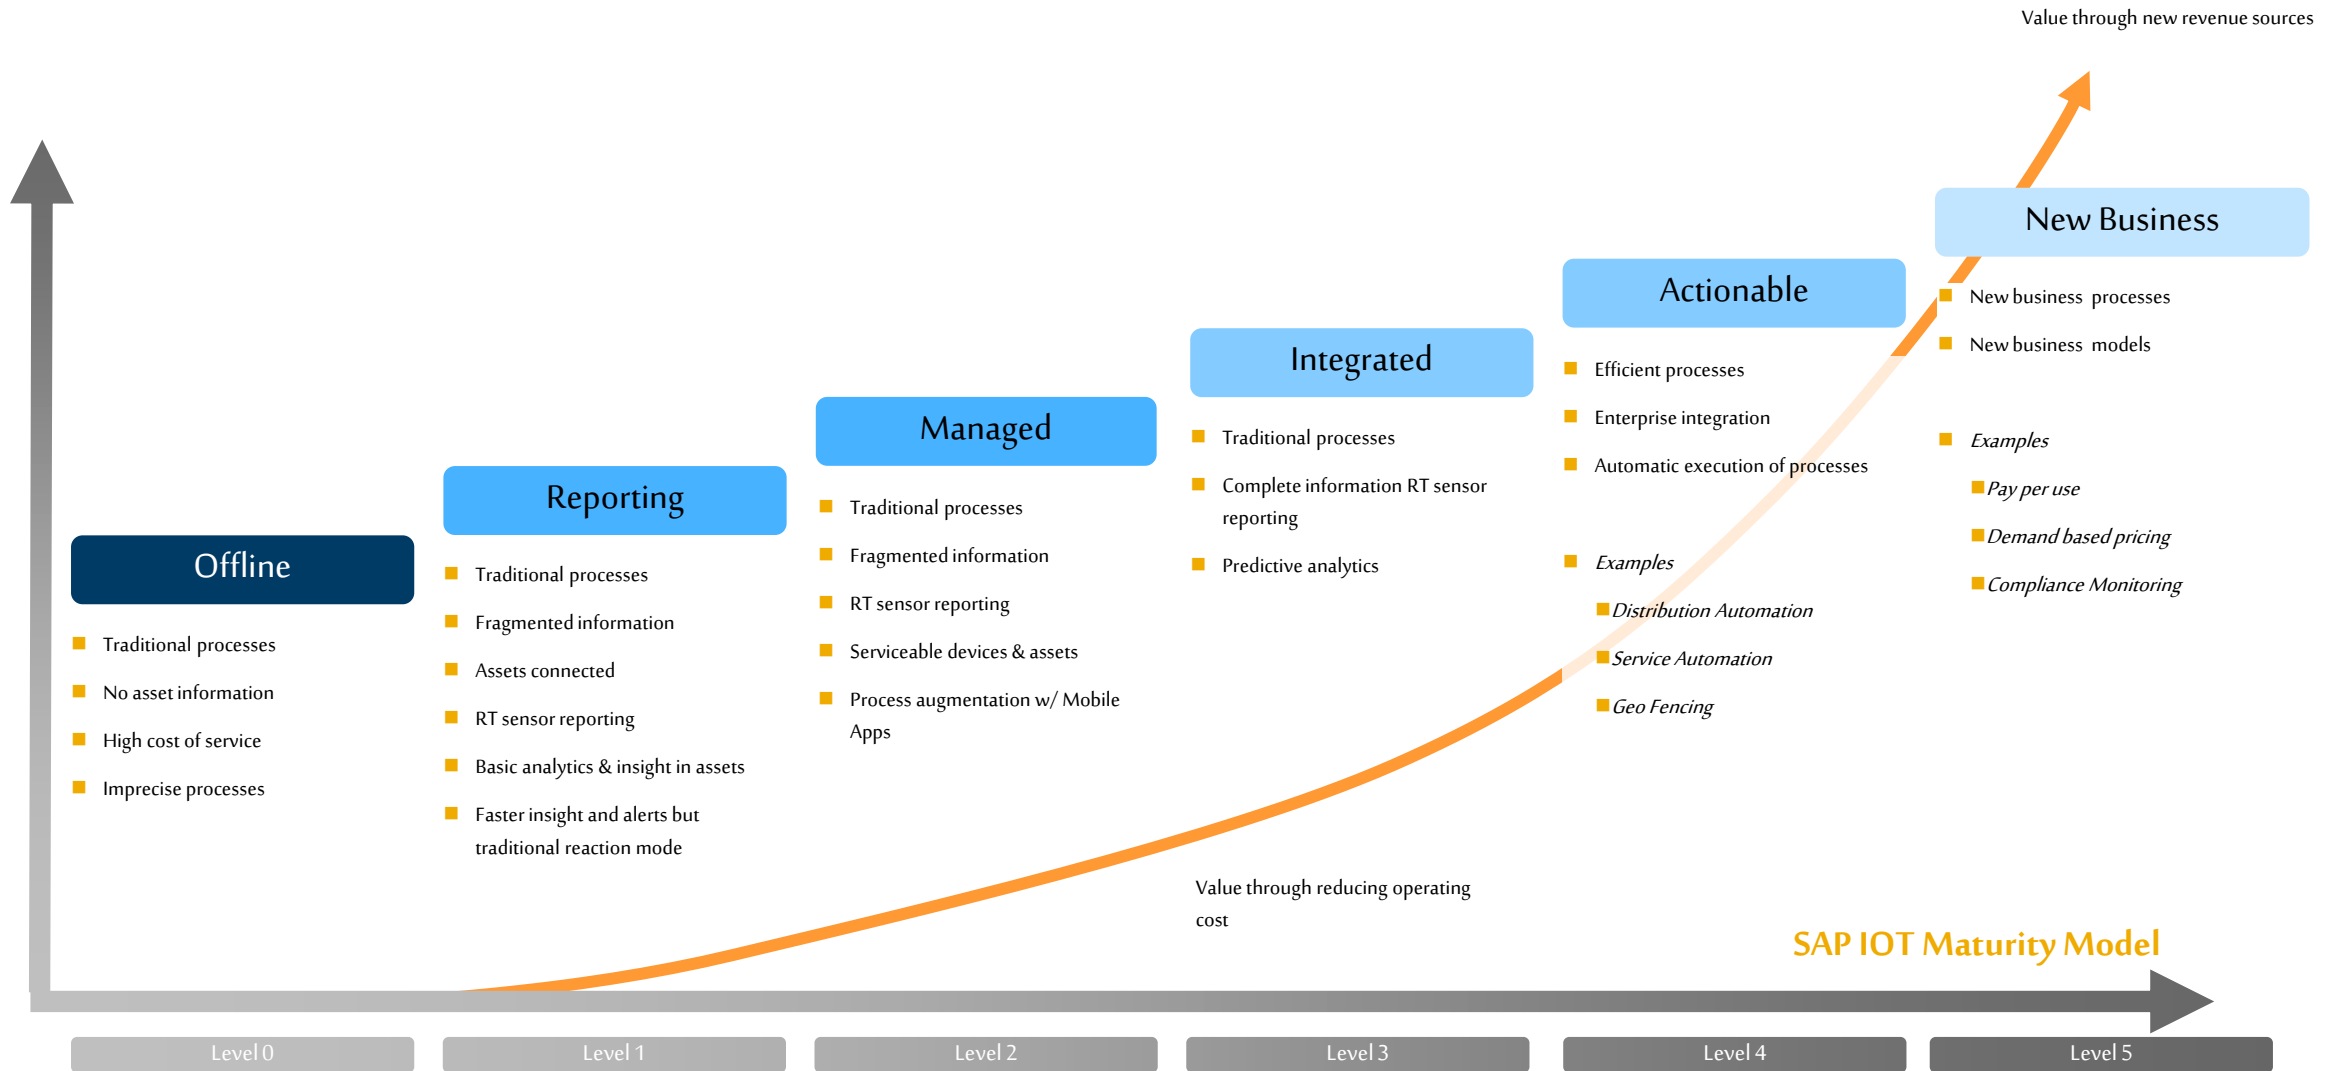 Value through new revenue sources
New Business
New business processes
New business models
Examples
Pay per use
Demand based pricing
Compliance Monitoring
Actionable
Efficient processes
Enterprise integration
Automatic execution of processes
Examples
Distribution Automation
Service Automation
Geo Fencing
Integrated
Traditional processes
Complete information RT sensor
reporting
Predictive analytics
Managed
Traditional processes
Fragmented information
RT sensor reporting
Serviceable devices & assets
Process augmentation w/ Mobile
Apps
Reporting
Traditional processes
Fragmented information
Assets connected
RT sensor reporting
Basic analytics & insight in assets
Faster insight and alerts but
traditional reaction mode
Offline
Traditional processes
No asset information
High cost of service
Imprecise processes
Value through reducing operating
cost
SAP IOT Maturity Model
Level 0
Level 1
Level 2
Level 3
Level 4
Level 5